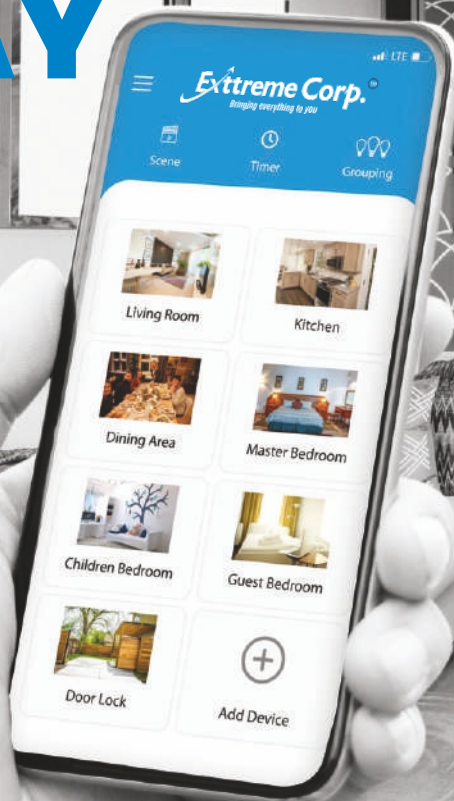 AY
LTE
Exttreme Corp.
Bringing everything to you
Scene
Timer
Grouping
Living Room
Kitchen
Dining Area
Master Bedroom
Children Bedroom
Guest Bedroom
Door Lock
Add Device